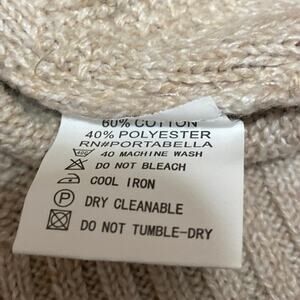 60% COTTON
40% POLYESTER
RN#PORTABELLA
40 MACHINE WASH
DO NOT BLEACH
COOL IRON
P DRY CLEANABLE
DO NOT TUMBLE-DRY